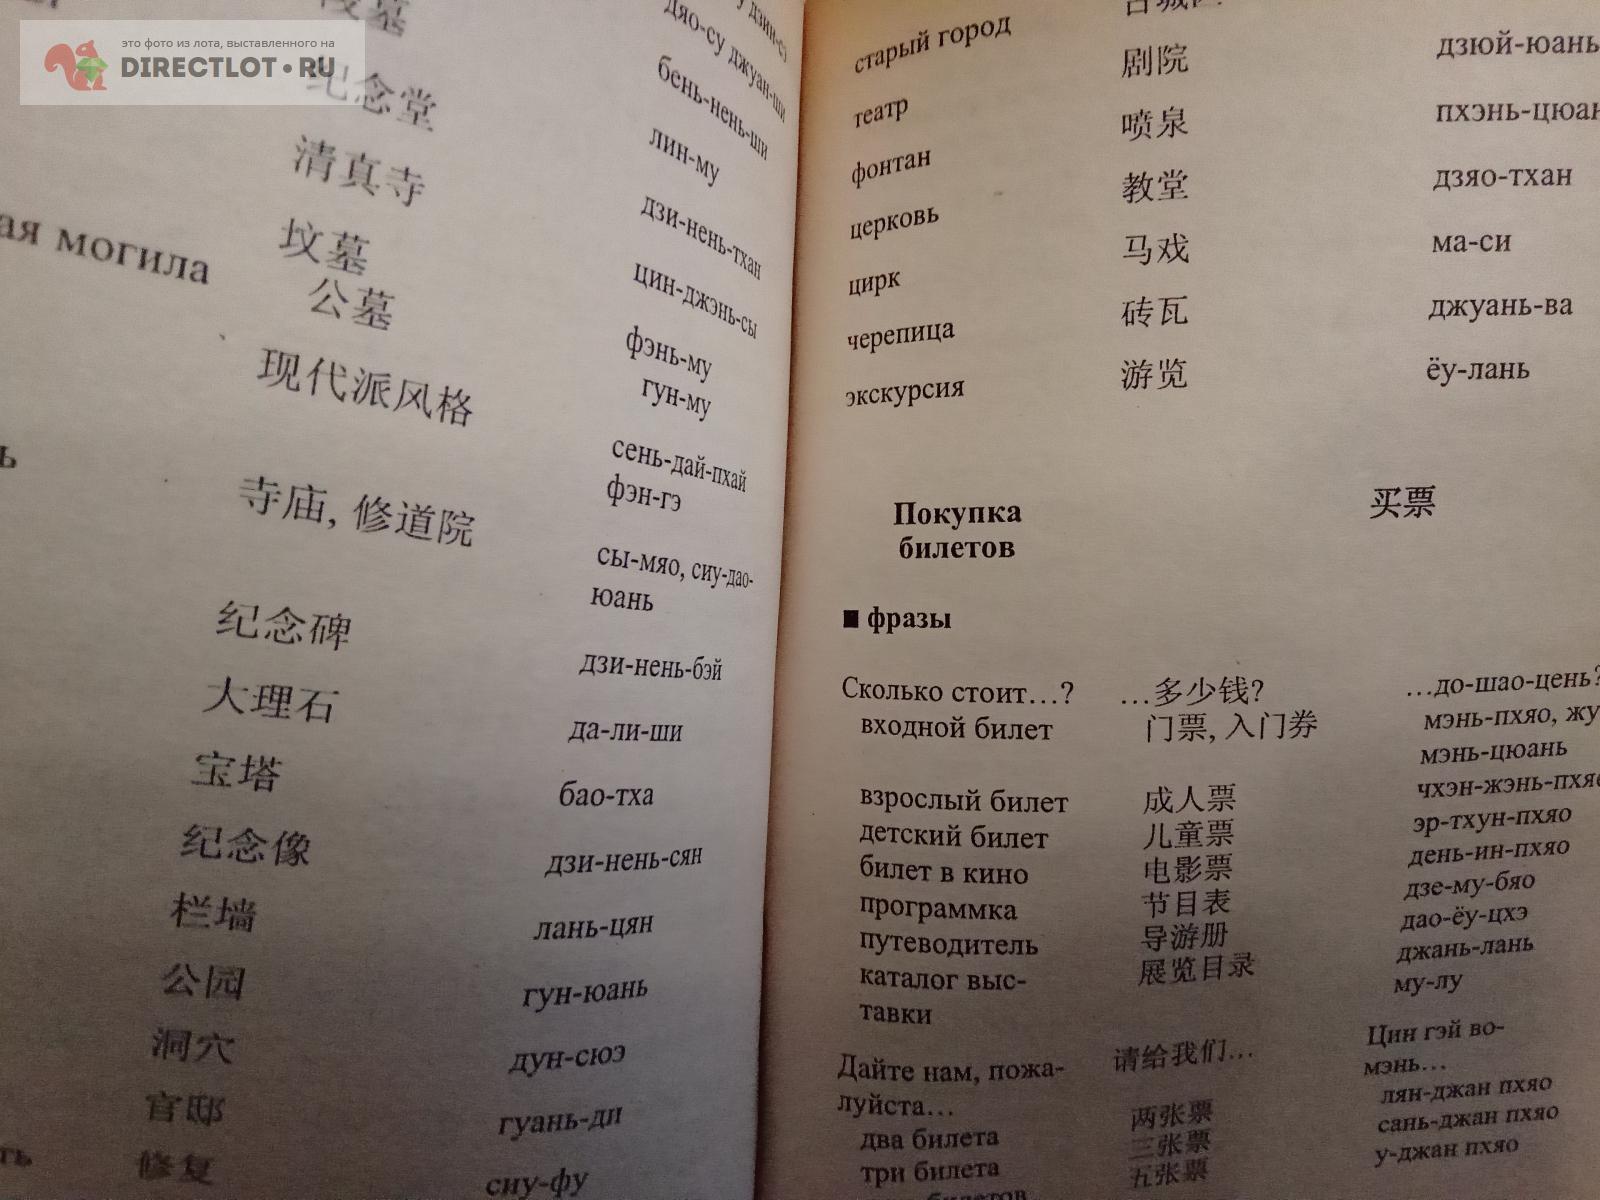 это фото из лота, выставленного на
DIRECTLOT.RU
дяо-су джуан-ши
бень-нень-ши
лин-му
纪念堂 дзи-нень-тхан
清真寺 цин-джэнь-сы
坟墓 фэнь-му
ая могила 公墓 гун-му
现代派风格 сень-дай-пхай
фэн-гэ
寺庙, 修道院 сы-мяо, сиу-дао-
юань
纪念碑 дзи-нень-бэй
大理石 да-ли-ши
宝塔 бао-тха
纪念像 дзи-нень-сян
栏墙 лань-цян
公园 гун-юань
洞穴 дун-сюэ
官邸 гуань-ди
修复 сиу-фу
старый город 古城区
театр 剧院 дзюй-юань
фонтан 喷泉 пхэнь-цюан
церковь 教堂 дзяо-тхан
цирк 马戏 ма-си
черепица 砖瓦 джуань-ва
экскурсия 游览 ёу-лань
Покупка 买票
билетов
■ фразы
Сколько стоит…? …多少钱? …до-шао-цень?
входной билет 门票, 入门券 мэнь-пхяо, жу
мэнь-цюань
взрослый билет 成人票 чхэн-жэнь-пхяо
детский билет 儿童票 эр-тхун-пхяо
билет в кино 电影票 день-ин-пхяо
программка 节目表 дзе-му-бяо
путеводитель 导游册 дао-ёу-цхэ
каталог выс- 展览目录 джань-лань
тавки му-лу
Дайте нам, пожа- 请给我们… Цин гэй во-
луйста… мэнь…
два билета 两张票 лян-джан пхяо
три билета 三张票 сань-джан пхяо
билетов 五张票 у-джан пхяо